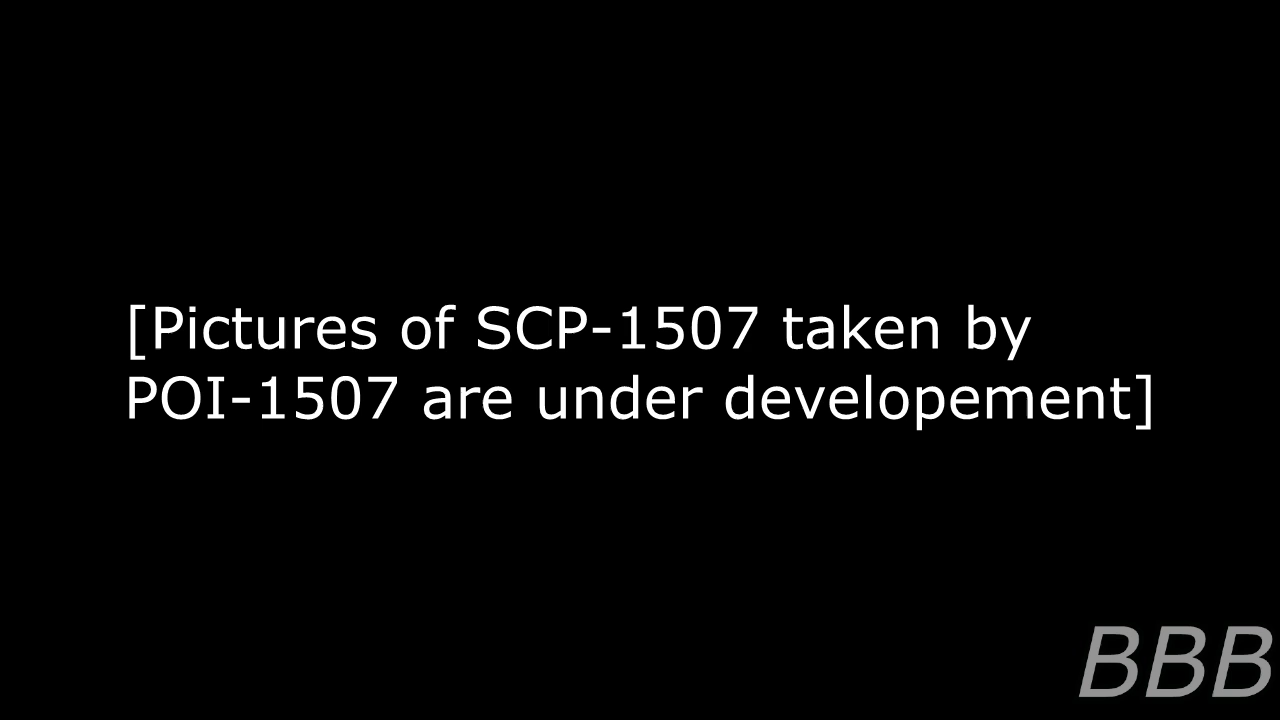 [Pictures of SCP-1507 taken by
POI-1507 are under developement]
BBB